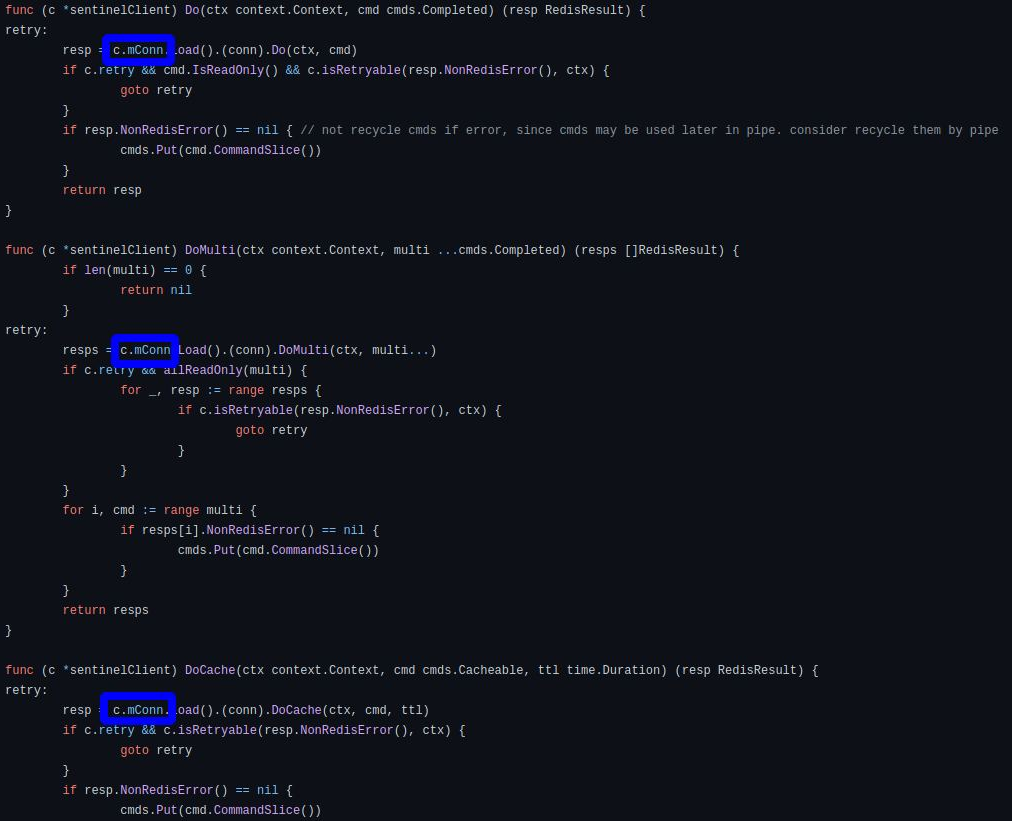 func (c *sentinelClient) Do(ctx context.Context, cmd cmds.Completed) (resp RedisResult) {
retry:
        resp = c.mConn.Load().(conn).Do(ctx, cmd)
        if c.retry && cmd.IsReadOnly() && c.isRetryable(resp.NonRedisError(), ctx) {
                goto retry
        }
        if resp.NonRedisError() == nil { // not recycle cmds if error, since cmds may be used later in pipe. consider recycle them by pipe
                cmds.Put(cmd.CommandSlice())
        }
        return resp
}

func (c *sentinelClient) DoMulti(ctx context.Context, multi ...cmds.Completed) (resps []RedisResult) {
        if len(multi) == 0 {
                return nil
        }
retry:
        resps = c.mConn.Load().(conn).DoMulti(ctx, multi...)
        if c.retry && allReadOnly(multi) {
                for _, resp := range resps {
                        if c.isRetryable(resp.NonRedisError(), ctx) {
                                goto retry
                        }
                }
        }
        for i, cmd := range multi {
                if resps[i].NonRedisError() == nil {
                        cmds.Put(cmd.CommandSlice())
                }
        }
        return resps
}

func (c *sentinelClient) DoCache(ctx context.Context, cmd cmds.Cacheable, ttl time.Duration) (resp RedisResult) {
retry:
        resp = c.mConn.Load().(conn).DoCache(ctx, cmd, ttl)
        if c.retry && c.isRetryable(resp.NonRedisError(), ctx) {
                goto retry
        }
        if resp.NonRedisError() == nil {
                cmds.Put(cmd.CommandSlice())